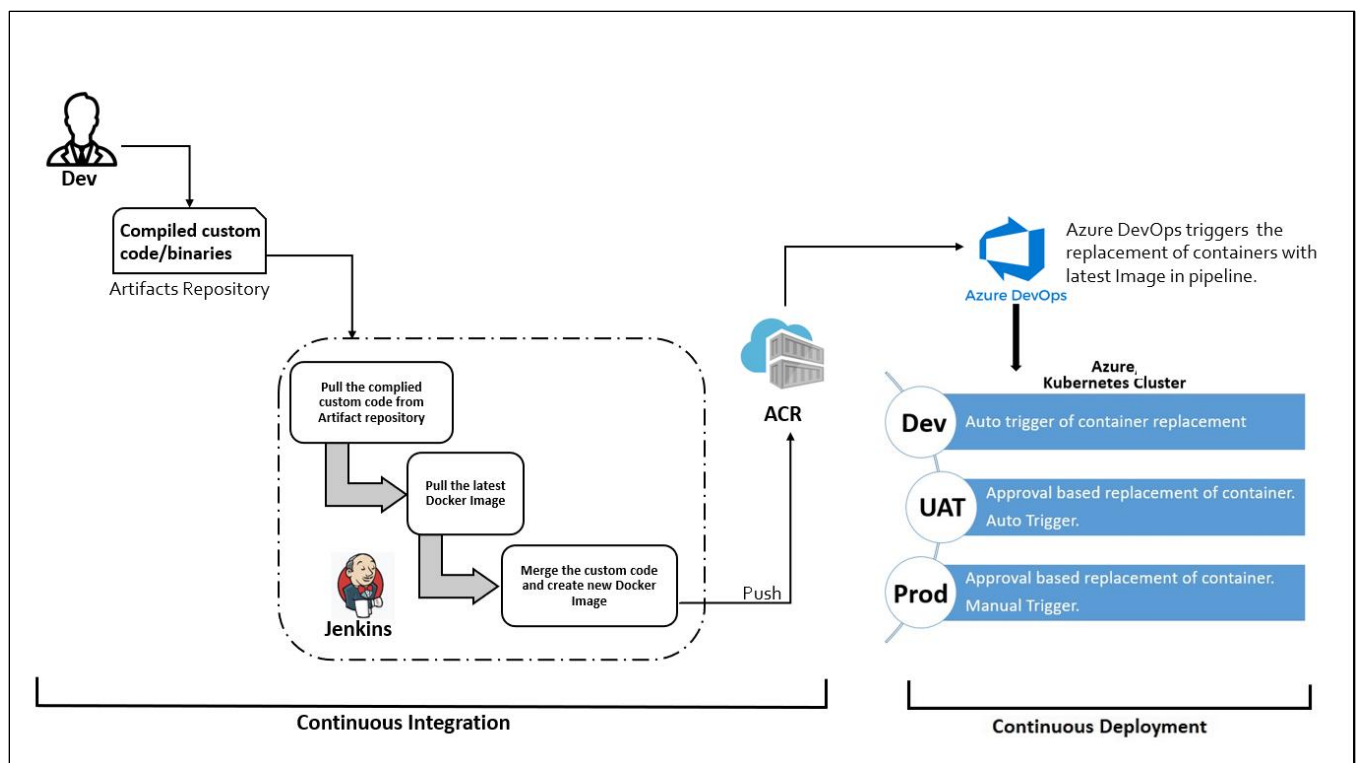 Dev
Compiled custom
code/binaries
Artifacts Repository
Pull the complied
custom code from
Artifact repository
Pull the latest
Docker Image
Merge the custom code
and create new Docker
Image
Jenkins
Push
ACR
Continuous Integration
Azure DevOps
Azure DevOps triggers the
replacement of containers with
latest Image in pipeline.
Azure,
Kubernetes Cluster
Dev
Auto trigger of container replacement
UAT
Approval based replacement of container.
Auto Trigger.
Prod
Approval based replacement of container.
Manual Trigger.
Continuous Deployment